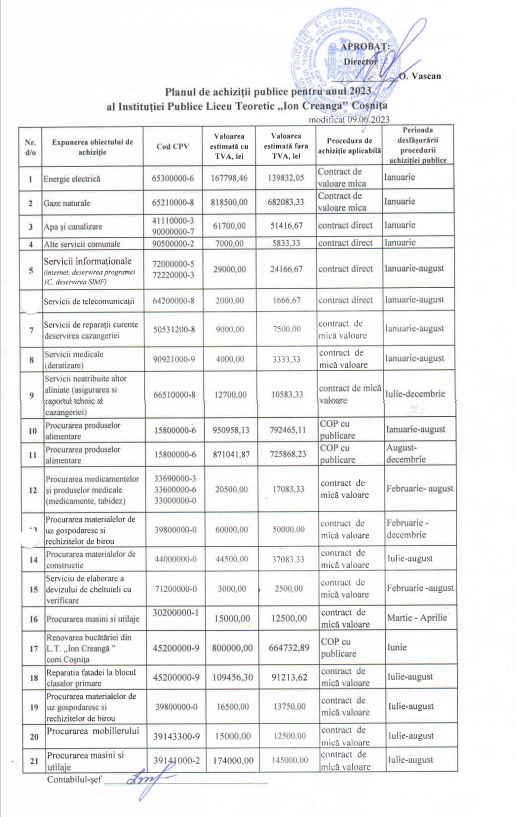 APROBAT:
Director
O. Vascan
Planul de achiziții publice pentru anul 2023
al Instituției Publice Liceu Teoretic „Ion Creanga" Coșnița
modificat 09.06.2023
Nr. d/o Expunerea obiectului de achiziție Cod CPV Valoarea estimată cu TVA, lei Valoarea estimată fara TVA, lei Procedura de achiziție aplicabilă Perioada desfășurării procedurii achiziției publice
1 Energie electrică 65300000-6 167798,46 139832,05 Contract de valoare mica Ianuarie
2 Gaze naturale 65210000-8 818500,00 682083,33 Contract de valoare mica Ianuarie
3 Apa și canalizare 41110000-3 90000000-7 61700,00 51416,67 contract direct Ianuarie
4 Alte servicii comunale 90500000-2 7000,00 5833,33 contract direct Ianuarie
5 Servicii informaționale (internet, deservirea programei 1C, deservirea SIMF) 72000000-5 72220000-3 29000,00 24166,67 contract direct Ianuarie-august
Servicii de telecomunicații 64200000-8 2000,00 1666,67 contract direct Ianuarie-august
7 Servicii de reparații curente deservirea cazangeriei 50531200-8 9000,00 7500,00 contract de mică valoare Ianuarie-august
8 Servicii medicale (deratizare) 90921000-9 4000,00 3333,33 contract de mică valoare Ianuarie-august
9 Servicii neatribuite altor aliniate (asigurarea si raportul tehnic al cazangeriei) 66510000-8 12700,00 10583,33 contract de mică valoare Iulie-decembrie
10 Procurarea produselor alimentare 15800000-6 950958,13 792465,11 COP cu publicare Ianuarie-august
11 Procurarea produselor alimentare 15800000-6 871041,87 725868,23 COP cu publicare August-decembrie
12 Procurarea medicamentelor și produselor medicale (medicamente, tabidez) 33690000-3 33600000-6 33000000-0 20500,00 17083,33 contract de mică valoare Februarie- august
Procurarea materialelor de uz gospodaresc si rechizitelor de birou 39800000-0 60000,00 50000,00 contract de mică valoare Februarie - decembrie
14 Procurarea materialelor de constructie 44000000-0 44500,00 37083,33 contract de mică valoare Iulie-august
15 Serviciu de elaborare a devizului de cheltuieli cu verificare 71200000-0 3000,00 2500,00 contract de mică valoare Februarie -august
16 Procurarea masini si utilaje 30200000-1 15000,00 12500,00 contract de mică valoare Martie - Aprilie
17 Renovarea bucătăriei din L.T. „Ion Creangă" com.Coșnița 45200000-9 800000,00 664732,89 COP cu publicare Iunie
18 Reparatia fatadei la blocul clasalor primare 45200000-9 109456,30 91213,62 contract de mică valoare Iulie-august
19 Procurarea materialelor de uz gospodaresc si rechizitelor de birou 39800000-0 16500,00 13750,00 contract de mică valoare Iulie-august
20 Procurarea mobilierului 39143300-9 15000,00 12500,00 contract de mică valoare Iulie-august
21 Procurarea masini si utilaje 39141000-2 174000,00 145000,00 contract de mică valoare Iulie-august
Contabilul-șef